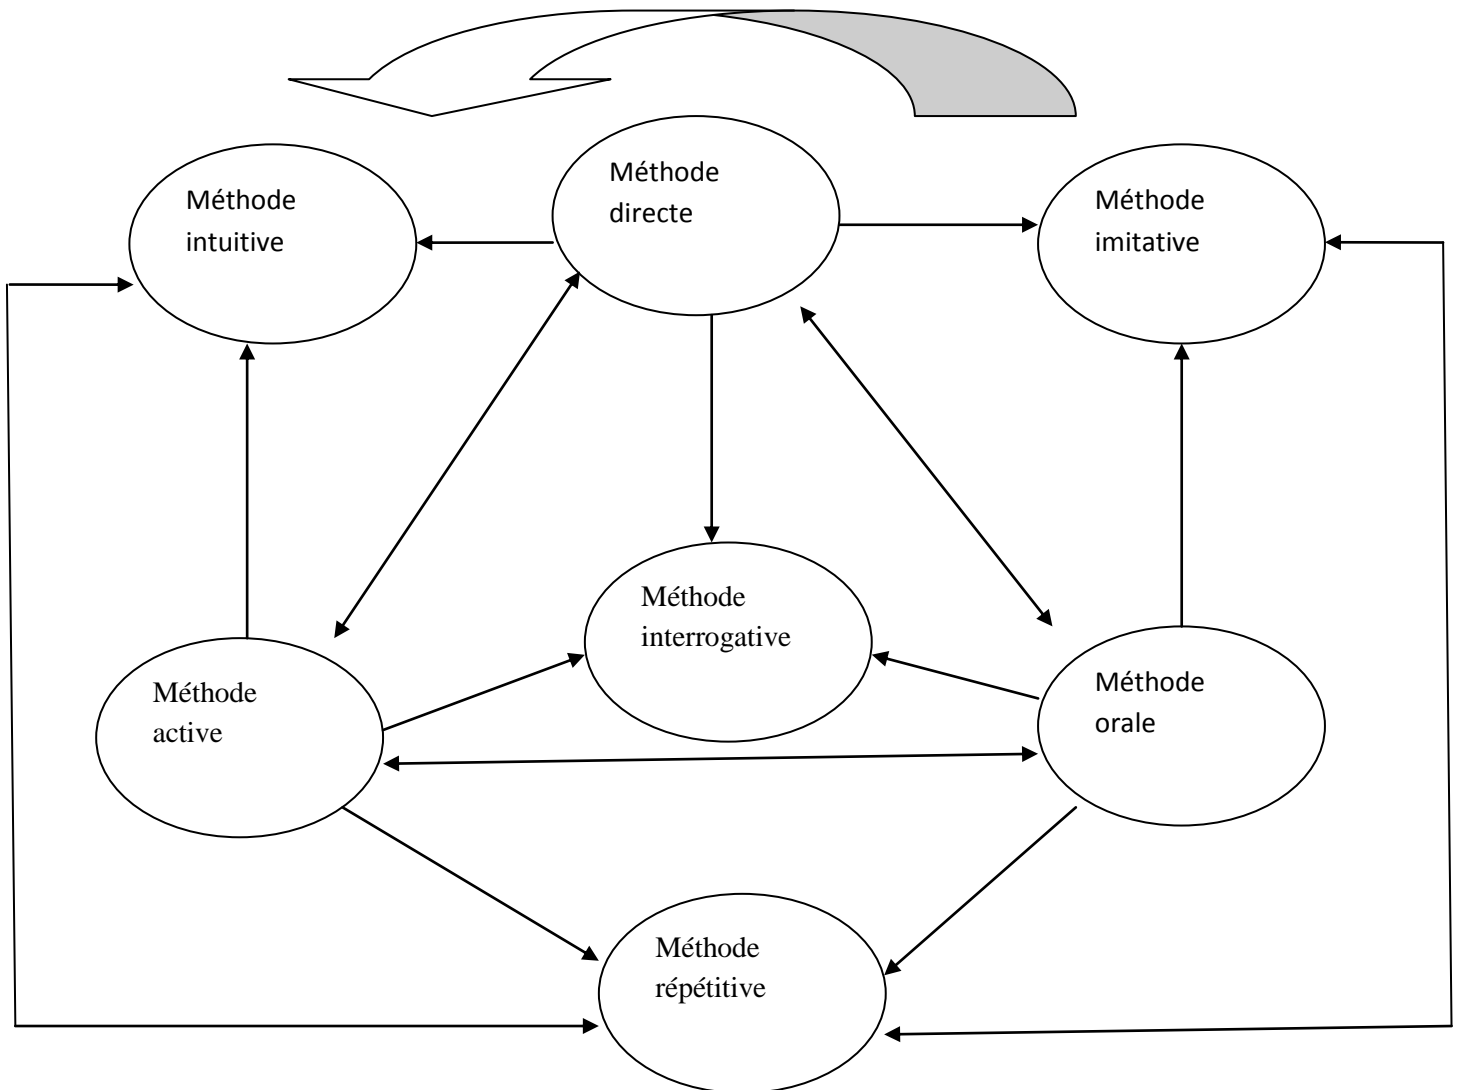 Méthode
intuitive
Méthode
directe
Méthode
imitative
Méthode
interrogative
Méthode
active
Méthode
orale
Méthode
répétitive